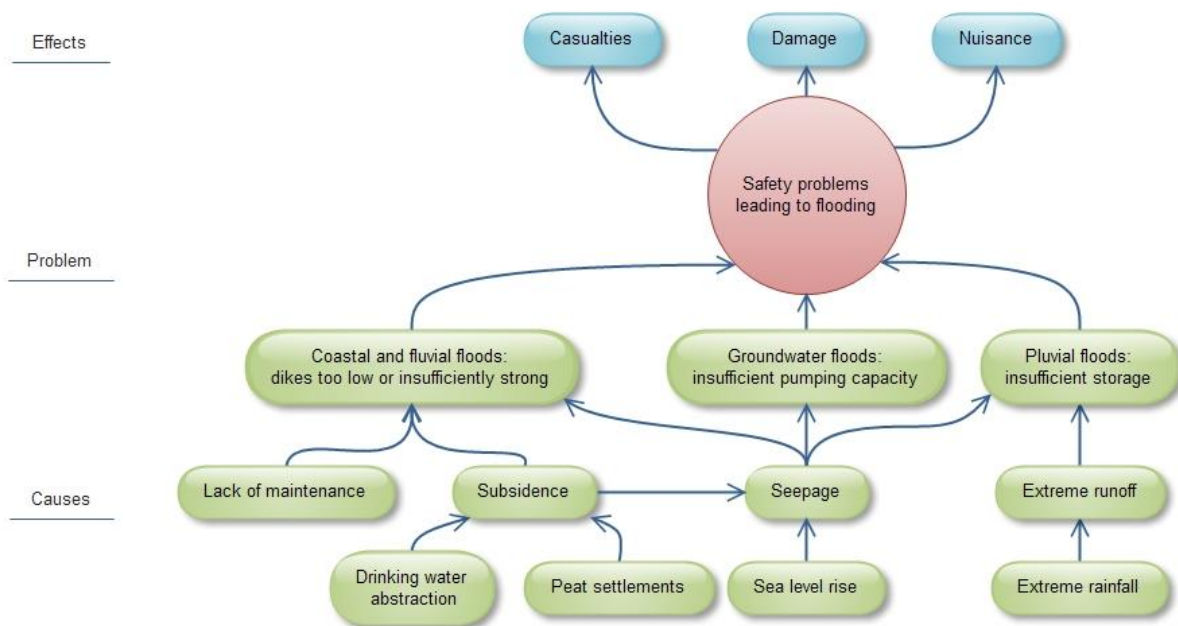 Effects
Casualties
Damage
Nuisance
Safety problems
leading to flooding
Problem
Coastal and fluvial floods:
dikes too low or insufficiently strong
Groundwater floods:
insufficient pumping capacity
Pluvial floods:
insufficient storage
Causes
Lack of maintenance
Subsidence
Seepage
Extreme runoff
Drinking water
abstraction
Peat settlements
Sea level rise
Extreme rainfall